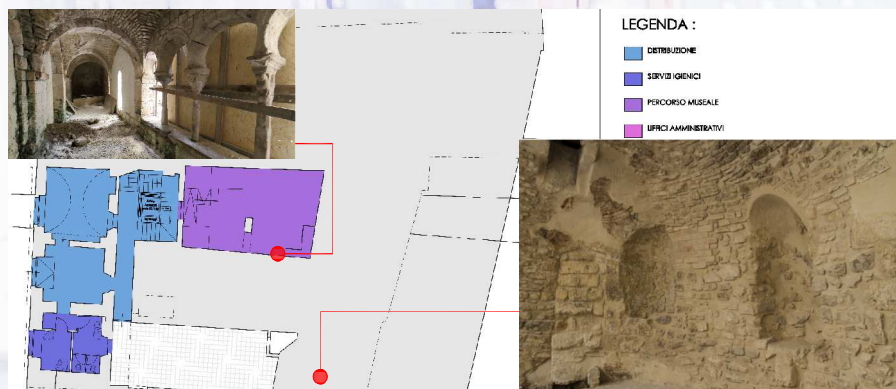 LEGENDA :
DISTRIBUZIONE
SERVIZI IGIENICI
PERCORSO MUSEALE
UFFICI AMMINISTRATIVI